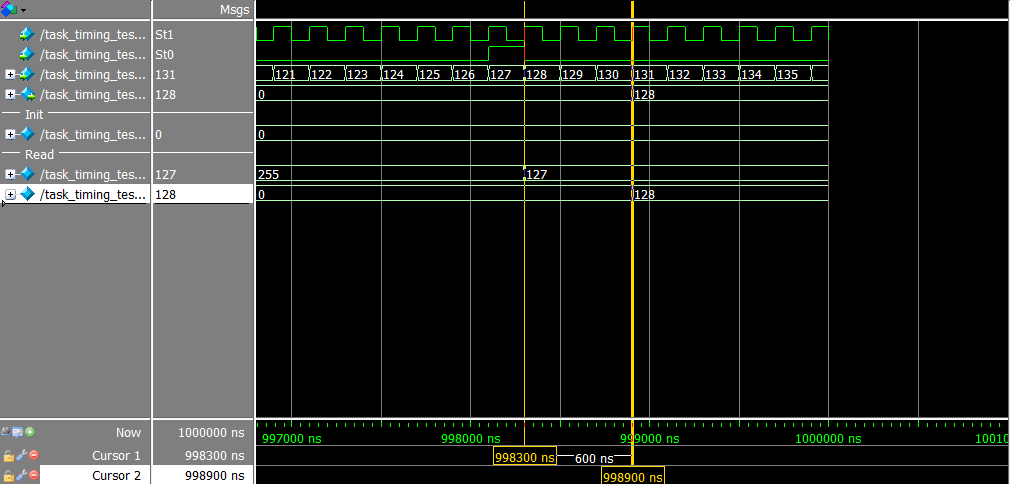 Msgs
/task_timing_tes... St1
/task_timing_tes... St0
/task_timing_tes... 131 121 122 123 124 125 126 127 128 129 130 131 132 133 134 135
/task_timing_tes... 128 0 128
Init
/task_timing_tes... 0 0
Read
/task_timing_tes... 127 255 127
/task_timing_tes... 128 0 128
Now 1000000 ns 997000 ns 998000 ns 999000 ns 1000000 ns 10010
Cursor 1 998300 ns 998300 ns 600 ns
Cursor 2 998900 ns 998900 ns